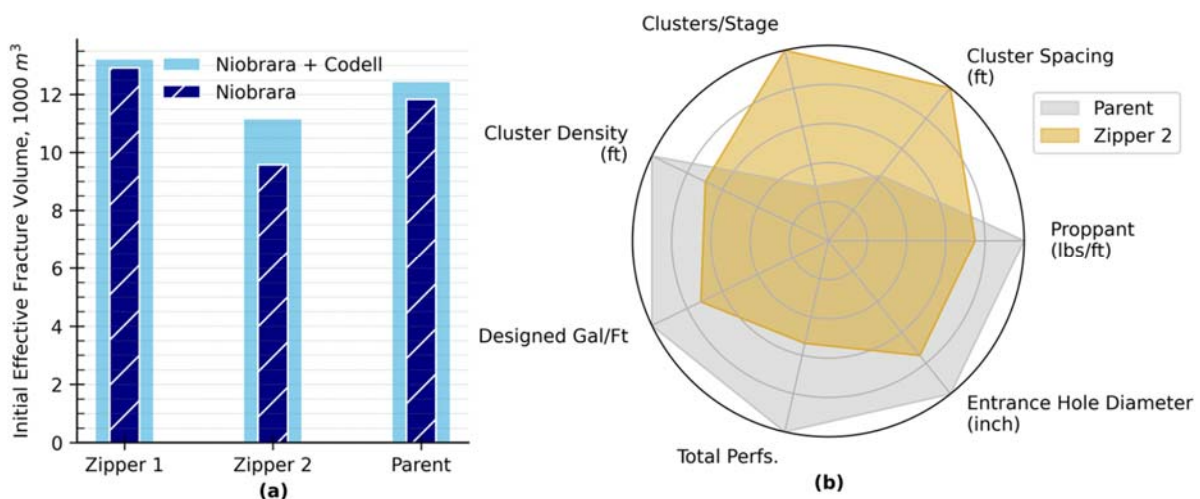 Initial Effective Fracture Volume, 1000 m³
12
10
8
6
4
2
0
Niobrara + Codell
Niobrara
Zipper 1
Zipper 2
Parent
(a)
Clusters/Stage
Cluster Spacing
(ft)
Parent
Zipper 2
Cluster Density
(ft)
Proppant
(lbs/ft)
Designed Gal/Ft
Entrance Hole Diameter
(inch)
Total Perfs.
(b)